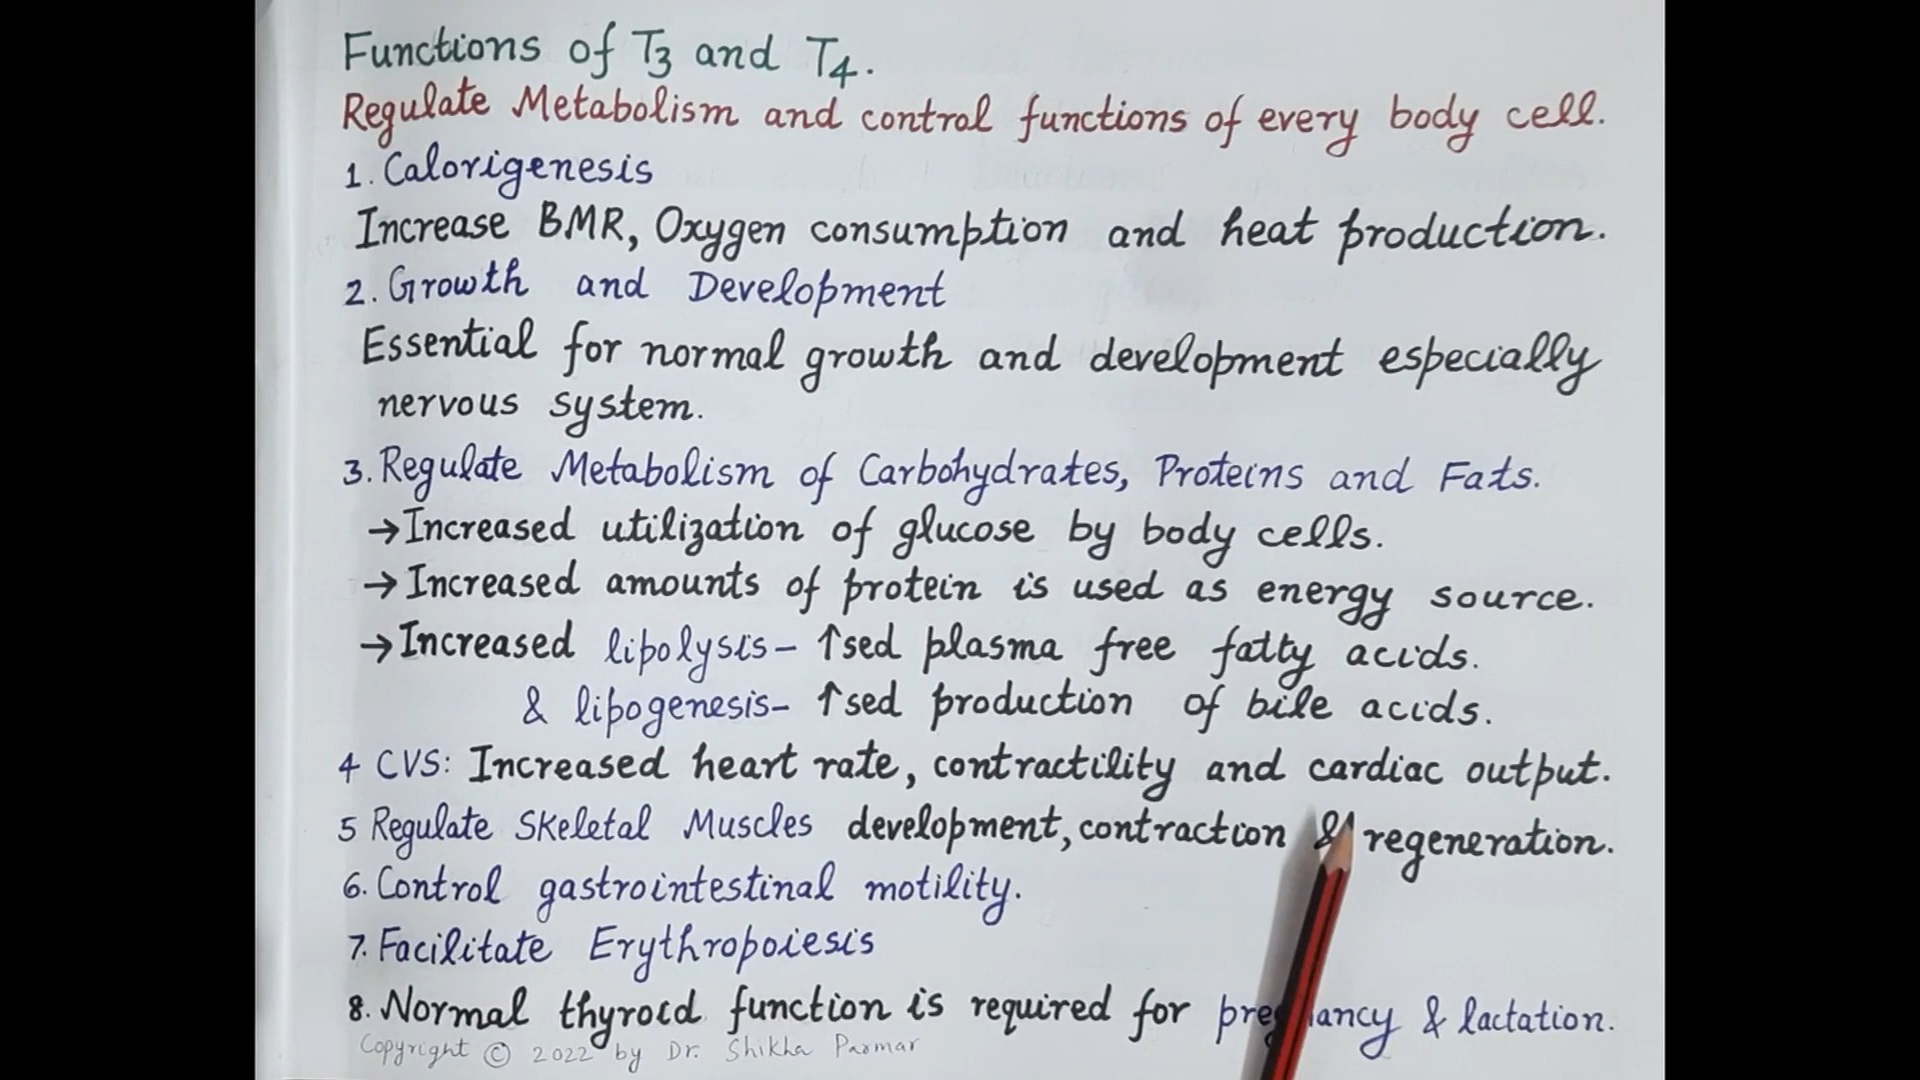 Functions of T3 and T4.
Regulate Metabolism and control functions of every body cell.
1. Calorigenesis
Increase BMR, Oxygen consumption and heat production.
2. Growth and Development
Essential for normal growth and development especially
nervous system.
3. Regulate Metabolism of Carbohydrates, Proteins and Fats.
→ Increased utilization of glucose by body cells.
→ Increased amounts of protein is used as energy source.
→ Increased lipolysis – ↑sed plasma free fatty acids.
& lipogenesis – ↑sed production of bile acids.
4 CVS: Increased heart rate, contractility and cardiac output.
5 Regulate Skeletal Muscles development, contraction & regeneration.
6. Control gastrointestinal motility.
7. Facilitate Erythropoiesis
8. Normal thyroid function is required for pregnancy & lactation.
Copyright © 2022 by Dr. Shikha Parmar